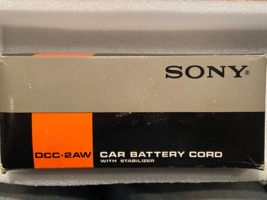 SONY®
DCC-2AW CAR BATTERY CORD
WITH STABILIZER